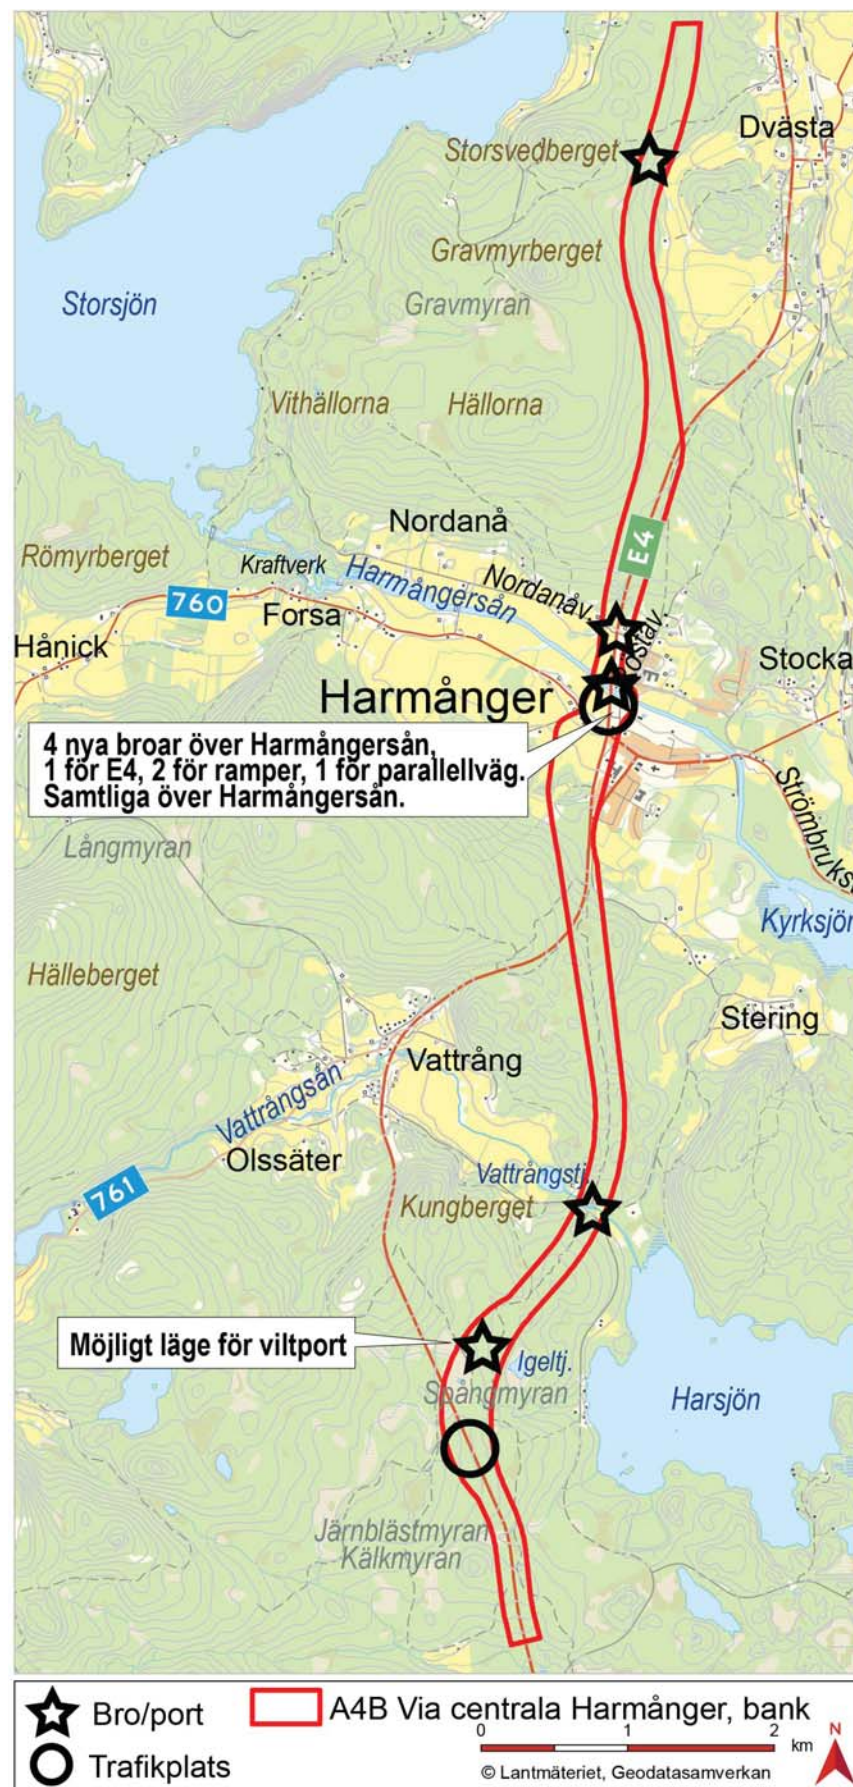 Dvästa
Storsvedberget
Gravmyrberget
Storsjön
Gravmyran
Vithällorna
Hällorna
Nordanå
E4
Römyrberget
Kraftverk
Harmångersån
Nordanåv.
760
Forsa
Hånick
Stocka
Harmånger
4 nya broar över Harmångersån,
1 för E4, 2 för ramper, 1 för parallellväg.
Samtliga över Harmångersån.
Långmyran
Kyrksjön
Hälleberget
Stering
Vattrång
Vattrångsån
Olssäter
Vattrångstj.
761
Kungberget
Möjligt läge för viltport
Igeltj.
Spångmyran
Harsjön
Järnblästmyran
Kälkmyran
Bro/port
A4B Via centrala Harmånger, bank
Trafikplats
0 1 2
km
N
© Lantmäteriet, Geodatasamverkan